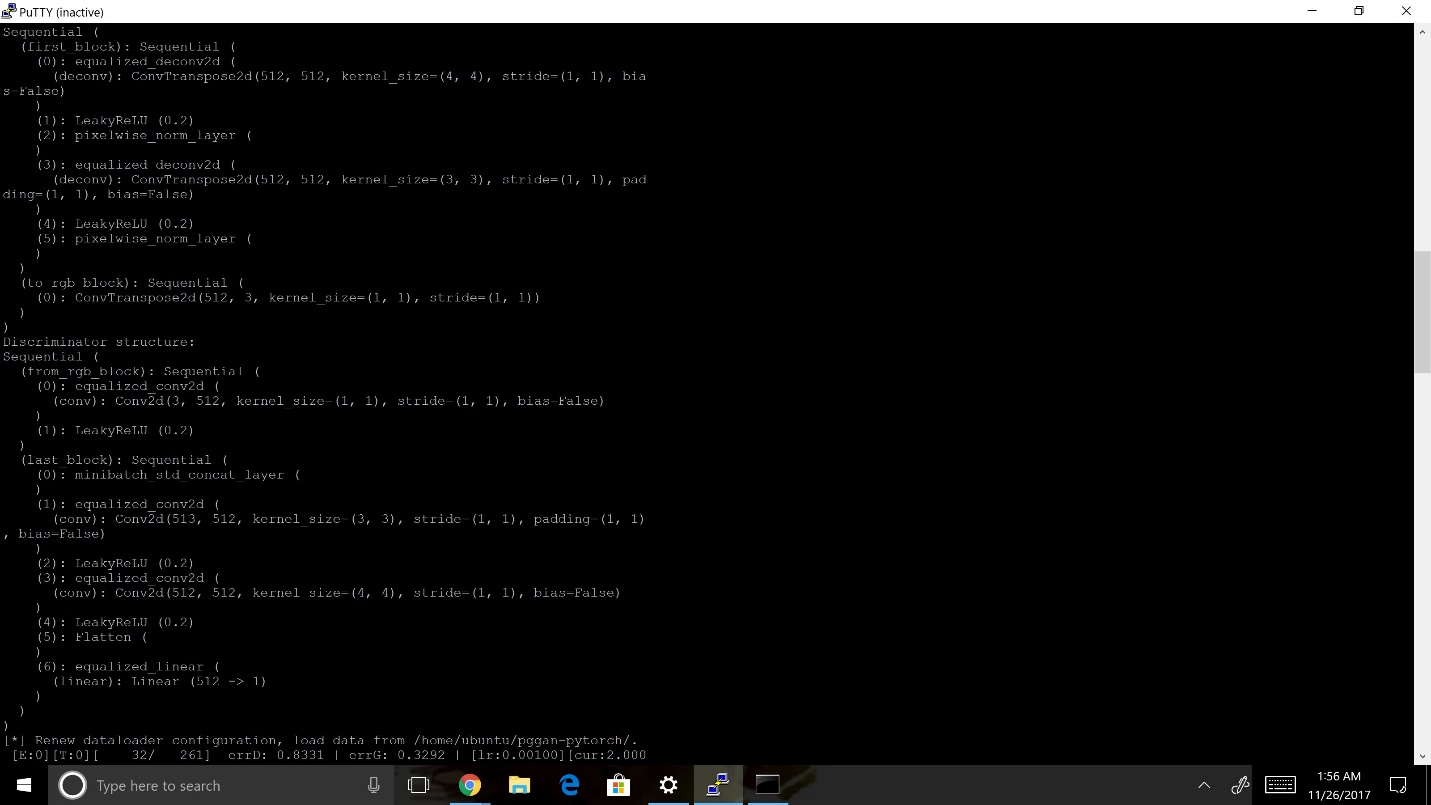 PuTTY (inactive)
Sequential (
(first_block): Sequential (
(0): equalized_deconv2d (
(deconv): ConvTranspose2d(512, 512, kernel_size=(4, 4), stride=(1, 1), bia
s=False)
)
(1): LeakyReLU (0.2)
(2): pixelwise_norm_layer (
)
(3): equalized_deconv2d (
(deconv): ConvTranspose2d(512, 512, kernel_size=(3, 3), stride=(1, 1), pad
ding=(1, 1), bias=False)
)
(4): LeakyReLU (0.2)
(5): pixelwise_norm_layer (
)
)
(to_rgb_block): Sequential (
(0): ConvTranspose2d(512, 3, kernel_size=(1, 1), stride=(1, 1))
)
)
Discriminator structure:
Sequential (
(from_rgb_block): Sequential (
(0): equalized_conv2d (
(conv): Conv2d(3, 512, kernel_size=(1, 1), stride=(1, 1), bias=False)
)
(1): LeakyReLU (0.2)
)
(last_block): Sequential (
(0): minibatch_std_concat_layer (
)
(1): equalized_conv2d (
(conv): Conv2d(513, 512, kernel_size=(3, 3), stride=(1, 1), padding=(1, 1)
, bias=False)
)
(2): LeakyReLU (0.2)
(3): equalized_conv2d (
(conv): Conv2d(512, 512, kernel_size=(4, 4), stride=(1, 1), bias=False)
)
(4): LeakyReLU (0.2)
(5): Flatten (
)
(6): equalized_linear (
(linear): Linear (512 -> 1)
)
)
)
[*] Renew dataloader configuration, load data from /home/ubuntu/pggan-pytorch/.
[E:0][T:0][    32/   261]  errD: 0.8331 | errG: 0.3292 | [lr:0.00100][cur:2.000
Type here to search
1:56 AM
11/26/2017